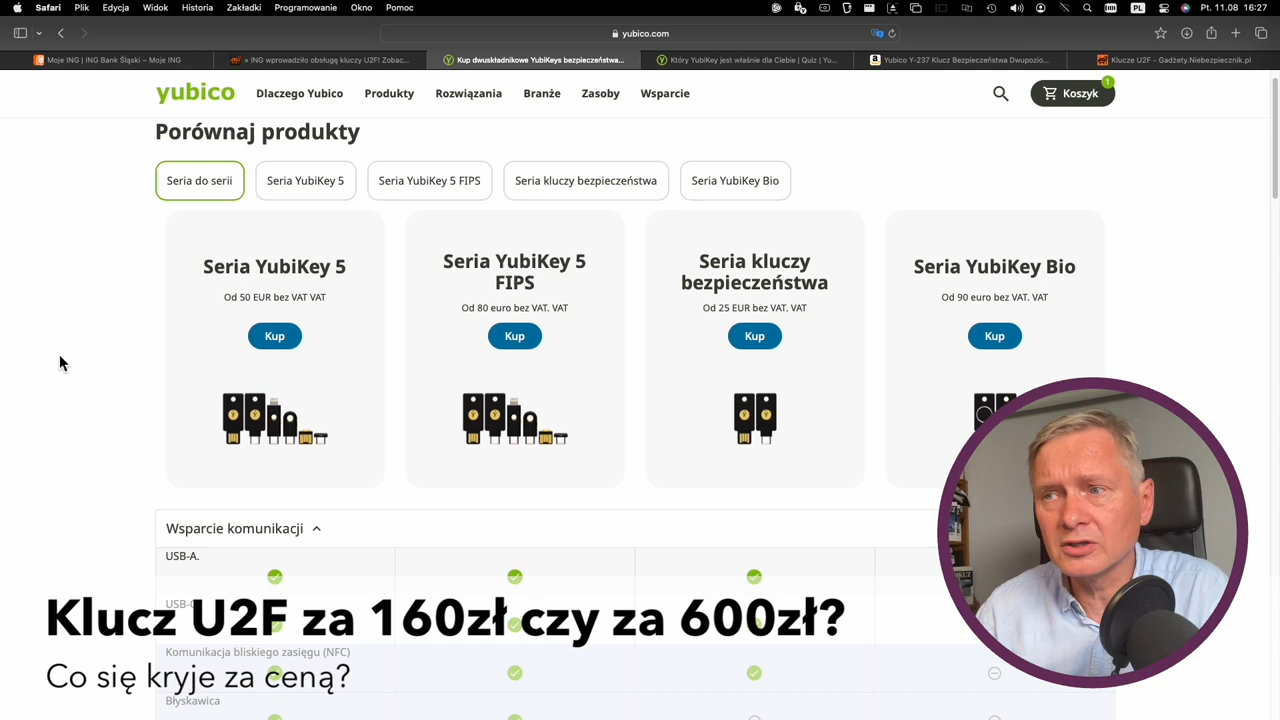 Safari Plik Edycja Widok Historia Zakładki Programowanie Okno Pomoc
PL Pt. 11.08 16:27
yubico.com
Moje ING | ING Bank Śląski – Moje ING
» ING wprowadziło obsługę kluczy U2F! Zobac...
Kup dwuskładnikowe YubiKeys bezpieczeństwa...
Który YubiKey jest właśnie dla Ciebie | Quiz | Yu...
Yubico Y-237 Klucz Bezpieczeństwa Dwupozio...
Klucze U2F - Gadżety.Niebezpiecznik.pl
yubico Dlaczego Yubico Produkty Rozwiązania Branże Zasoby Wsparcie
Koszyk 1
Porównaj produkty
Seria do serii Seria YubiKey 5 Seria YubiKey 5 FIPS Seria kluczy bezpieczeństwa Seria YubiKey Bio
Seria YubiKey 5
Od 50 EUR bez VAT VAT
Kup
Seria YubiKey 5
FIPS
Od 80 euro bez VAT. VAT
Kup
Seria kluczy
bezpieczeństwa
Od 25 EUR bez VAT. VAT
Kup
Seria YubiKey Bio
Od 90 euro bez VAT. VAT
Kup
Wsparcie komunikacji
USB-A.
Klucz U2F za 160zł czy za 600zł?
Komunikacja bliskiego zasięgu (NFC)
Co się kryje za ceną?
Błyskawica